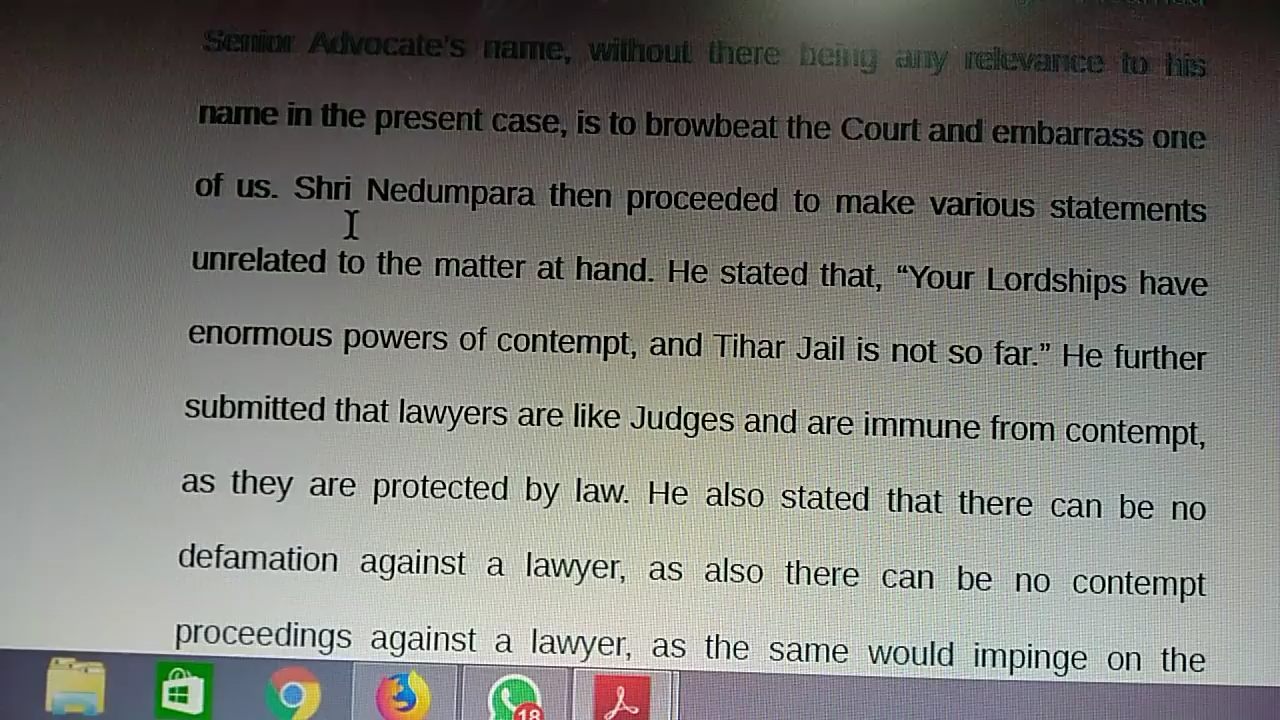 Senior Advocate's name, without there being any relevance to his
name in the present case, is to browbeat the Court and embarrass one
of us. Shri Nedumpara then proceeded to make various statements
unrelated to the matter at hand. He stated that, “Your Lordships have
enormous powers of contempt, and Tihar Jail is not so far.” He further
submitted that lawyers are like Judges and are immune from contempt,
as they are protected by law. He also stated that there can be no
defamation against a lawyer, as also there can be no contempt
proceedings against a lawyer, as the same would impinge on the
18